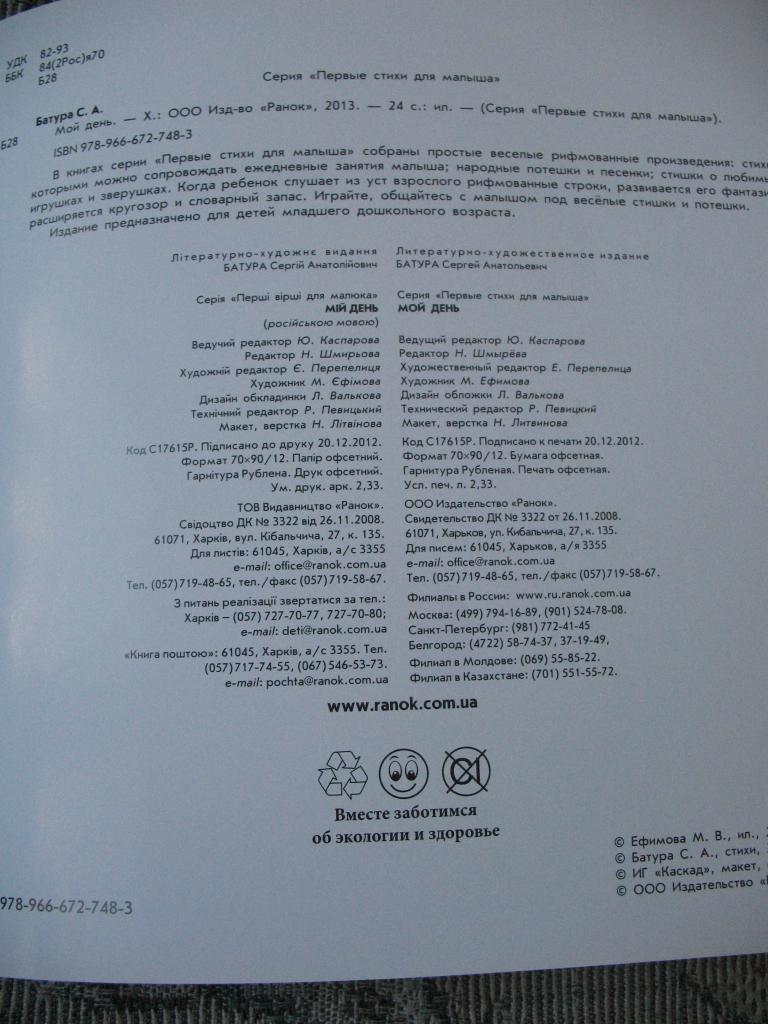 УДК 82-93
ББК 84(2Рос)я70
Б28
Серия «Первые стихи для малыша»
Батура С. А.
Б28 Мой день. — Х.: ООО Изд-во «Ранок», 2013. — 24 с.: ил. — (Серия «Первые стихи для малыша»).
ISBN 978-966-672-748-3
В книгах серии «Первые стихи для малыша» собраны простые веселые рифмованные произведения:
которыми можно сопровождать ежедневные занятия малыша; народные потешки и песенки; стишки о
игрушках и зверушках. Когда ребенок слушает из уст взрослого рифмованные строки, развивается его
расширяется кругозор и словарный запас. Играйте, общайтесь с малышом под весёлые стишки и потешки.
Издание предназначено для детей младшего дошкольного возраста.
Літературно-художнє видання
БАТУРА Сергій Анатолійович
Серія «Перші вірші для малюка»
МІЙ ДЕНЬ
(російською мовою)
Ведучий редактор Ю. Каспарова
Редактор Н. Шмирьова
Художній редактор Є. Перепелиця
Художник М. Єфімова
Дизайн обкладинки Л. Валькова
Технічний редактор Р. Певицький
Макет, верстка Н. Літвінова
Код С17615Р. Підписано до друку 20.12.2012.
Формат 70×90/12. Папір офсетний.
Гарнітура Рублена. Друк офсетний.
Ум. друк. арк. 2,33.
ТОВ Видавництво «Ранок».
Свідоцтво ДК № 3322 від 26.11.2008.
61071, Харків, вул. Кібальчича, 27, к. 135.
Для листів: 61045, Харків, а/с 3355
e-mail: office@ranok.com.ua
Тел. (057)719-48-65, тел./факс (057)719-58-67.
З питань реалізації звертатися за тел.:
Харків – (057) 727-70-77, 727-70-80;
e-mail: deti@ranok.com.ua
«Книга поштою»: 61045, Харків, а/с 3355. Тел.
(057)717-74-55, (067)546-53-73.
e-mail: pochta@ranok.com.ua
Литературно-художественное издание
БАТУРА Сергей Анатольевич
Серия «Первые стихи для малыша»
МОЙ ДЕНЬ
Ведущий редактор Ю. Каспарова
Редактор Н. Шмырёва
Художественный редактор Е. Перепелица
Художник М. Ефимова
Дизайн обложки Л. Валькова
Технический редактор Р. Певицкий
Макет, верстка Н. Литвинова
Код С17615Р. Подписано к печати 20.12.2012.
Формат 70×90/12. Бумага офсетная.
Гарнитура Рубленая. Печать офсетная.
Усл. печ. л. 2,33.
ООО Издательство «Ранок».
Свидетельство ДК № 3322 от 26.11.2008.
61071, Харьков, ул. Кибальчича, 27, к. 135.
Для писем: 61045, Харьков, а/я 3355
e-mail: office@ranok.com.ua
Тел. (057)719-48-65, тел./факс (057)719-58-67.
Филиалы в России: www.ru.ranok.com.ua
Москва: (499) 794-16-89, (901) 524-78-08.
Санкт-Петербург: (981) 772-41-45
Белгород: (4722) 58-74-37, 37-19-49,
Филиал в Молдове: (069) 55-85-22.
Филиал в Казахстане: (701) 551-55-72.
www.ranok.com.ua
Вместе заботимся
об экологии и здоровье
© Ефимова М. В., ил.,
© Батура С. А., стихи,
© ИГ «Каскад», макет,
© ООО Издательство
978-966-672-748-3